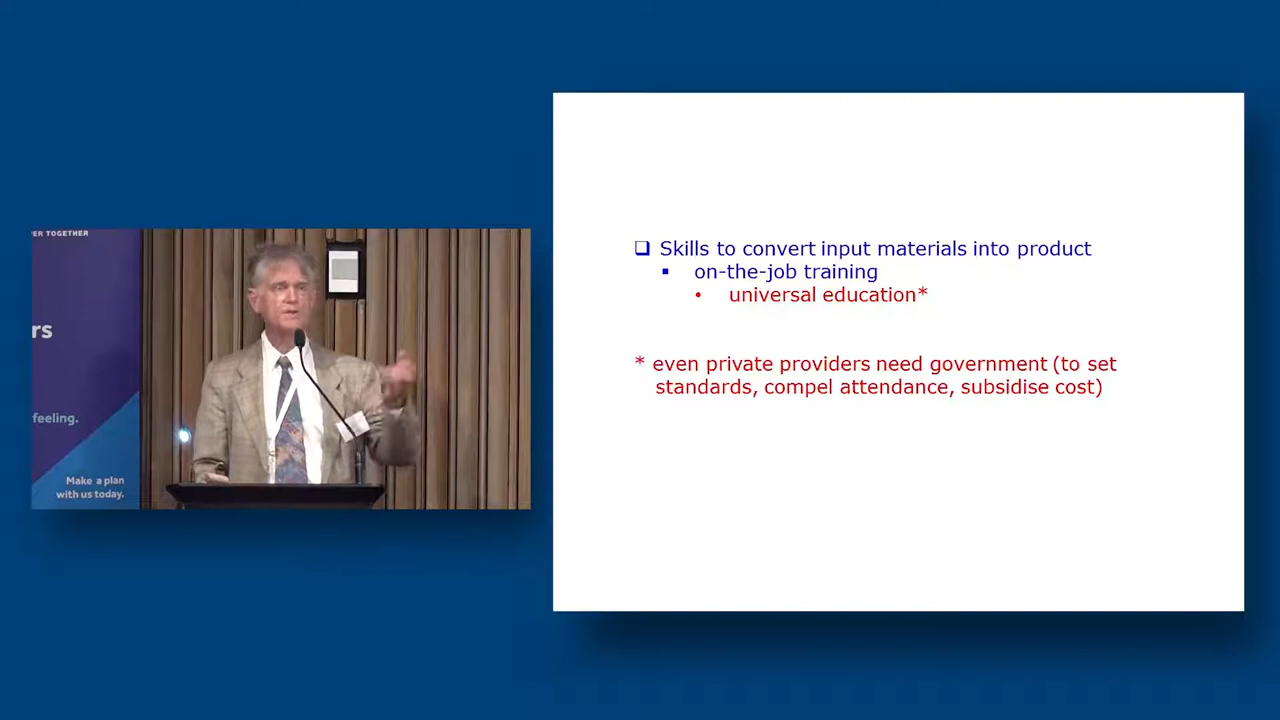 PER TOGETHER
rs
feeling.
Make a plan
with us today.
❑ Skills to convert input materials into product
▪ on-the-job training
• universal education*
* even private providers need government (to set
standards, compel attendance, subsidise cost)